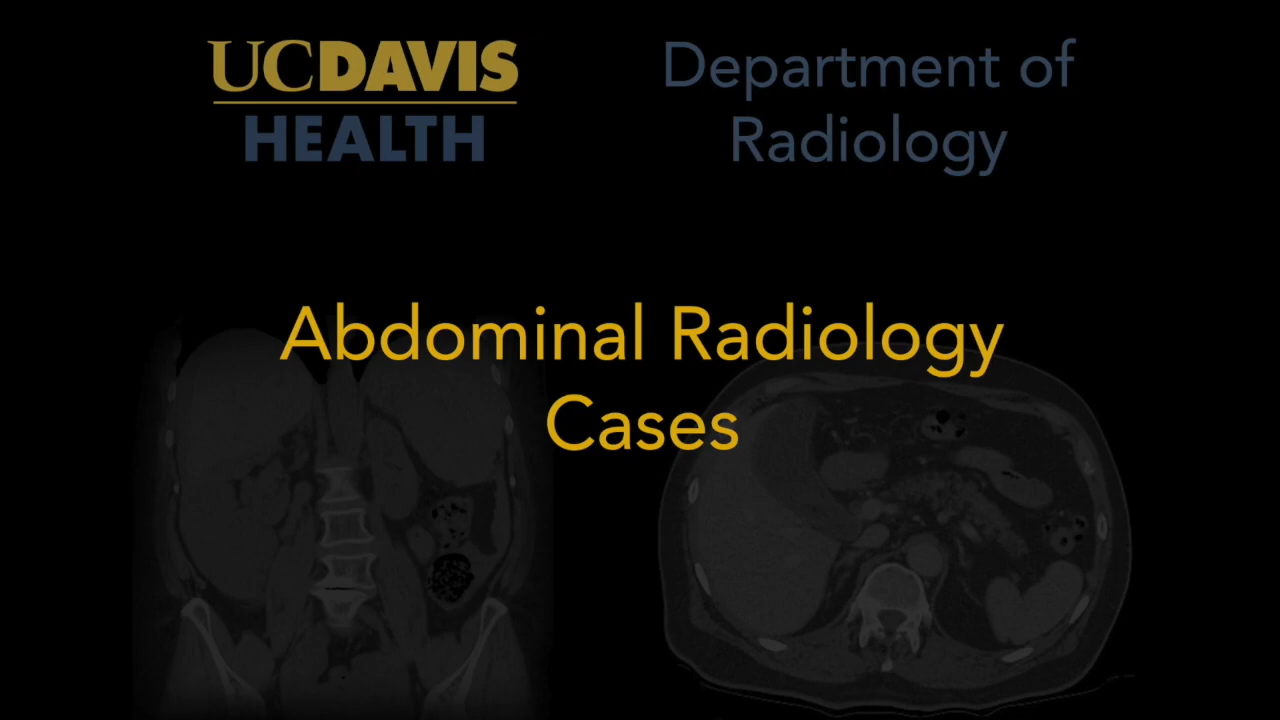 UCDAVIS
HEALTH
Department of
Radiology
Abdominal Radiology
Cases